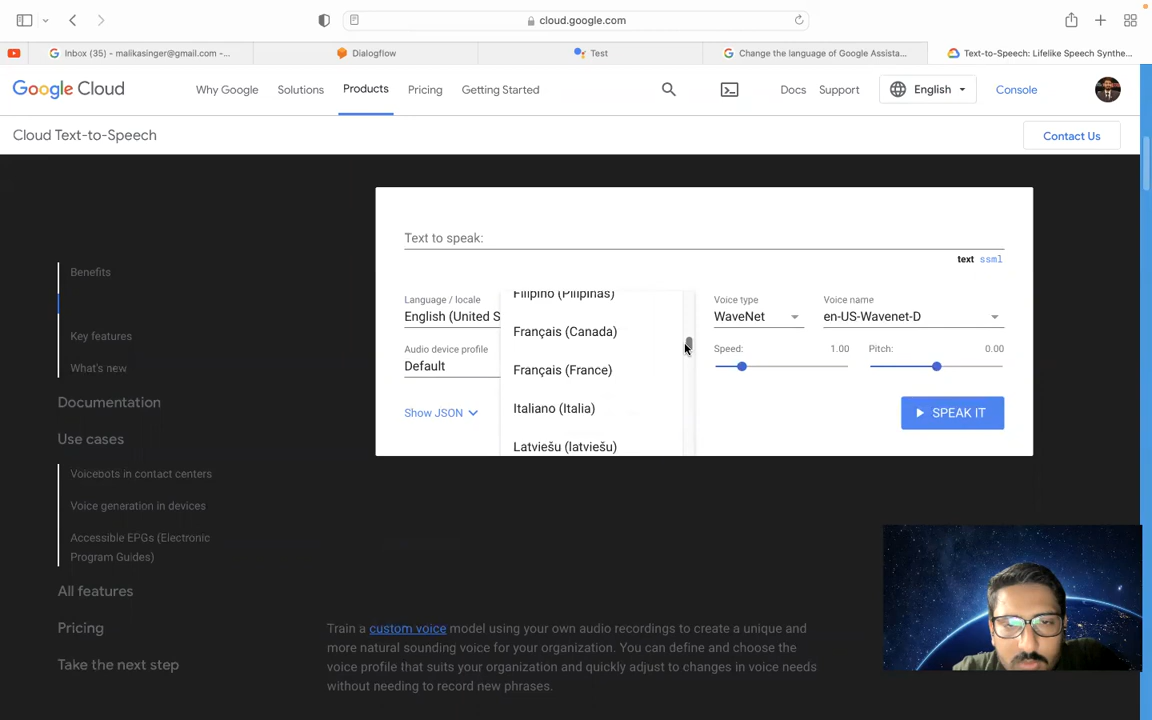 cloud.google.com
Inbox (35) - malikasinger@gmail.com -...
Dialogflow
Test
Change the language of Google Assista...
Text-to-Speech: Lifelike Speech Synthe...
Google Cloud
Why Google
Solutions
Products
Pricing
Getting Started
Docs
Support
English
Console
Cloud Text-to-Speech
Contact Us
Benefits
Key features
What's new
Documentation
Use cases
Voicebots in contact centers
Voice generation in devices
Accessible EPGs (Electronic
Program Guides)
All features
Pricing
Take the next step
Text to speak:
text ssml
Language / locale
English (United S
Audio device profile
Default
Show JSON
Filipino (Pilipinas)
Français (Canada)
Français (France)
Italiano (Italia)
Latviešu (latviešu)
Voice type
WaveNet
Voice name
en-US-Wavenet-D
Speed: 1.00
Pitch: 0.00
SPEAK IT
Train a custom voice model using your own audio recordings to create a unique and
more natural sounding voice for your organization. You can define and choose the
voice profile that suits your organization and quickly adjust to changes in voice needs
without needing to record new phrases.